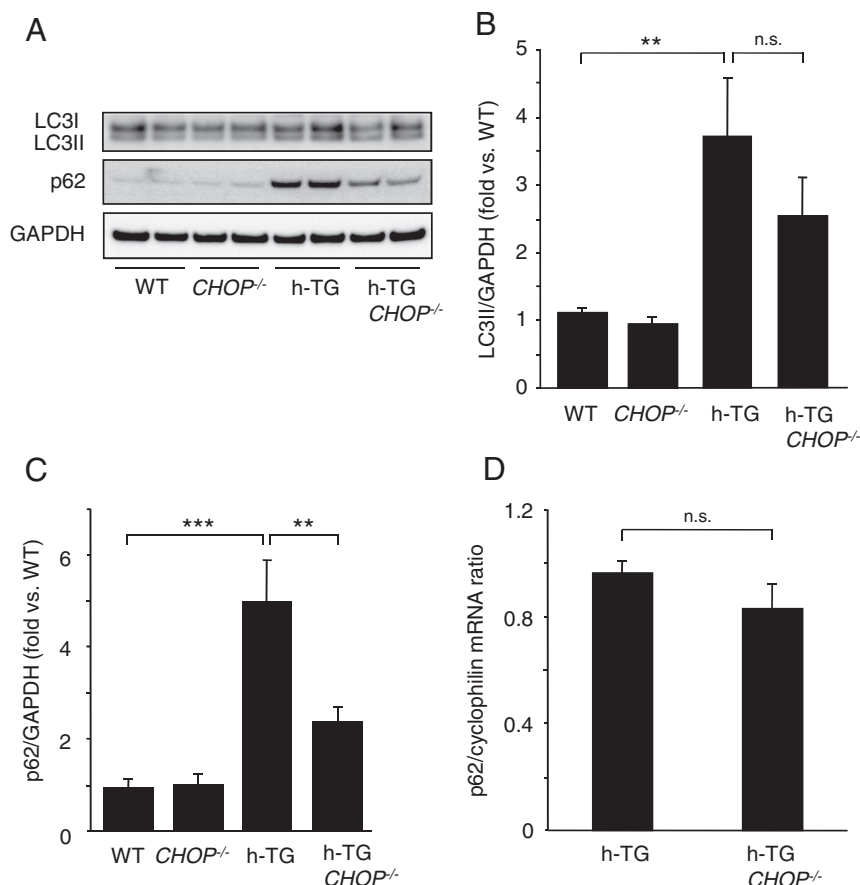 A
LC3I
LC3II
p62
GAPDH
WT CHOP-/- h-TG h-TG
CHOP-/-
B
LC3II/GAPDH (fold vs. WT)
5
4
3
2
1
0
** n.s.
WT CHOP-/- h-TG h-TG
CHOP-/-
C
p62/GAPDH (fold vs. WT)
6
4
2
0
*** **
WT CHOP-/- h-TG h-TG
CHOP-/-
D
p62/cyclophilin mRNA ratio
1.2
0.8
0.4
0
n.s.
h-TG h-TG
CHOP-/-